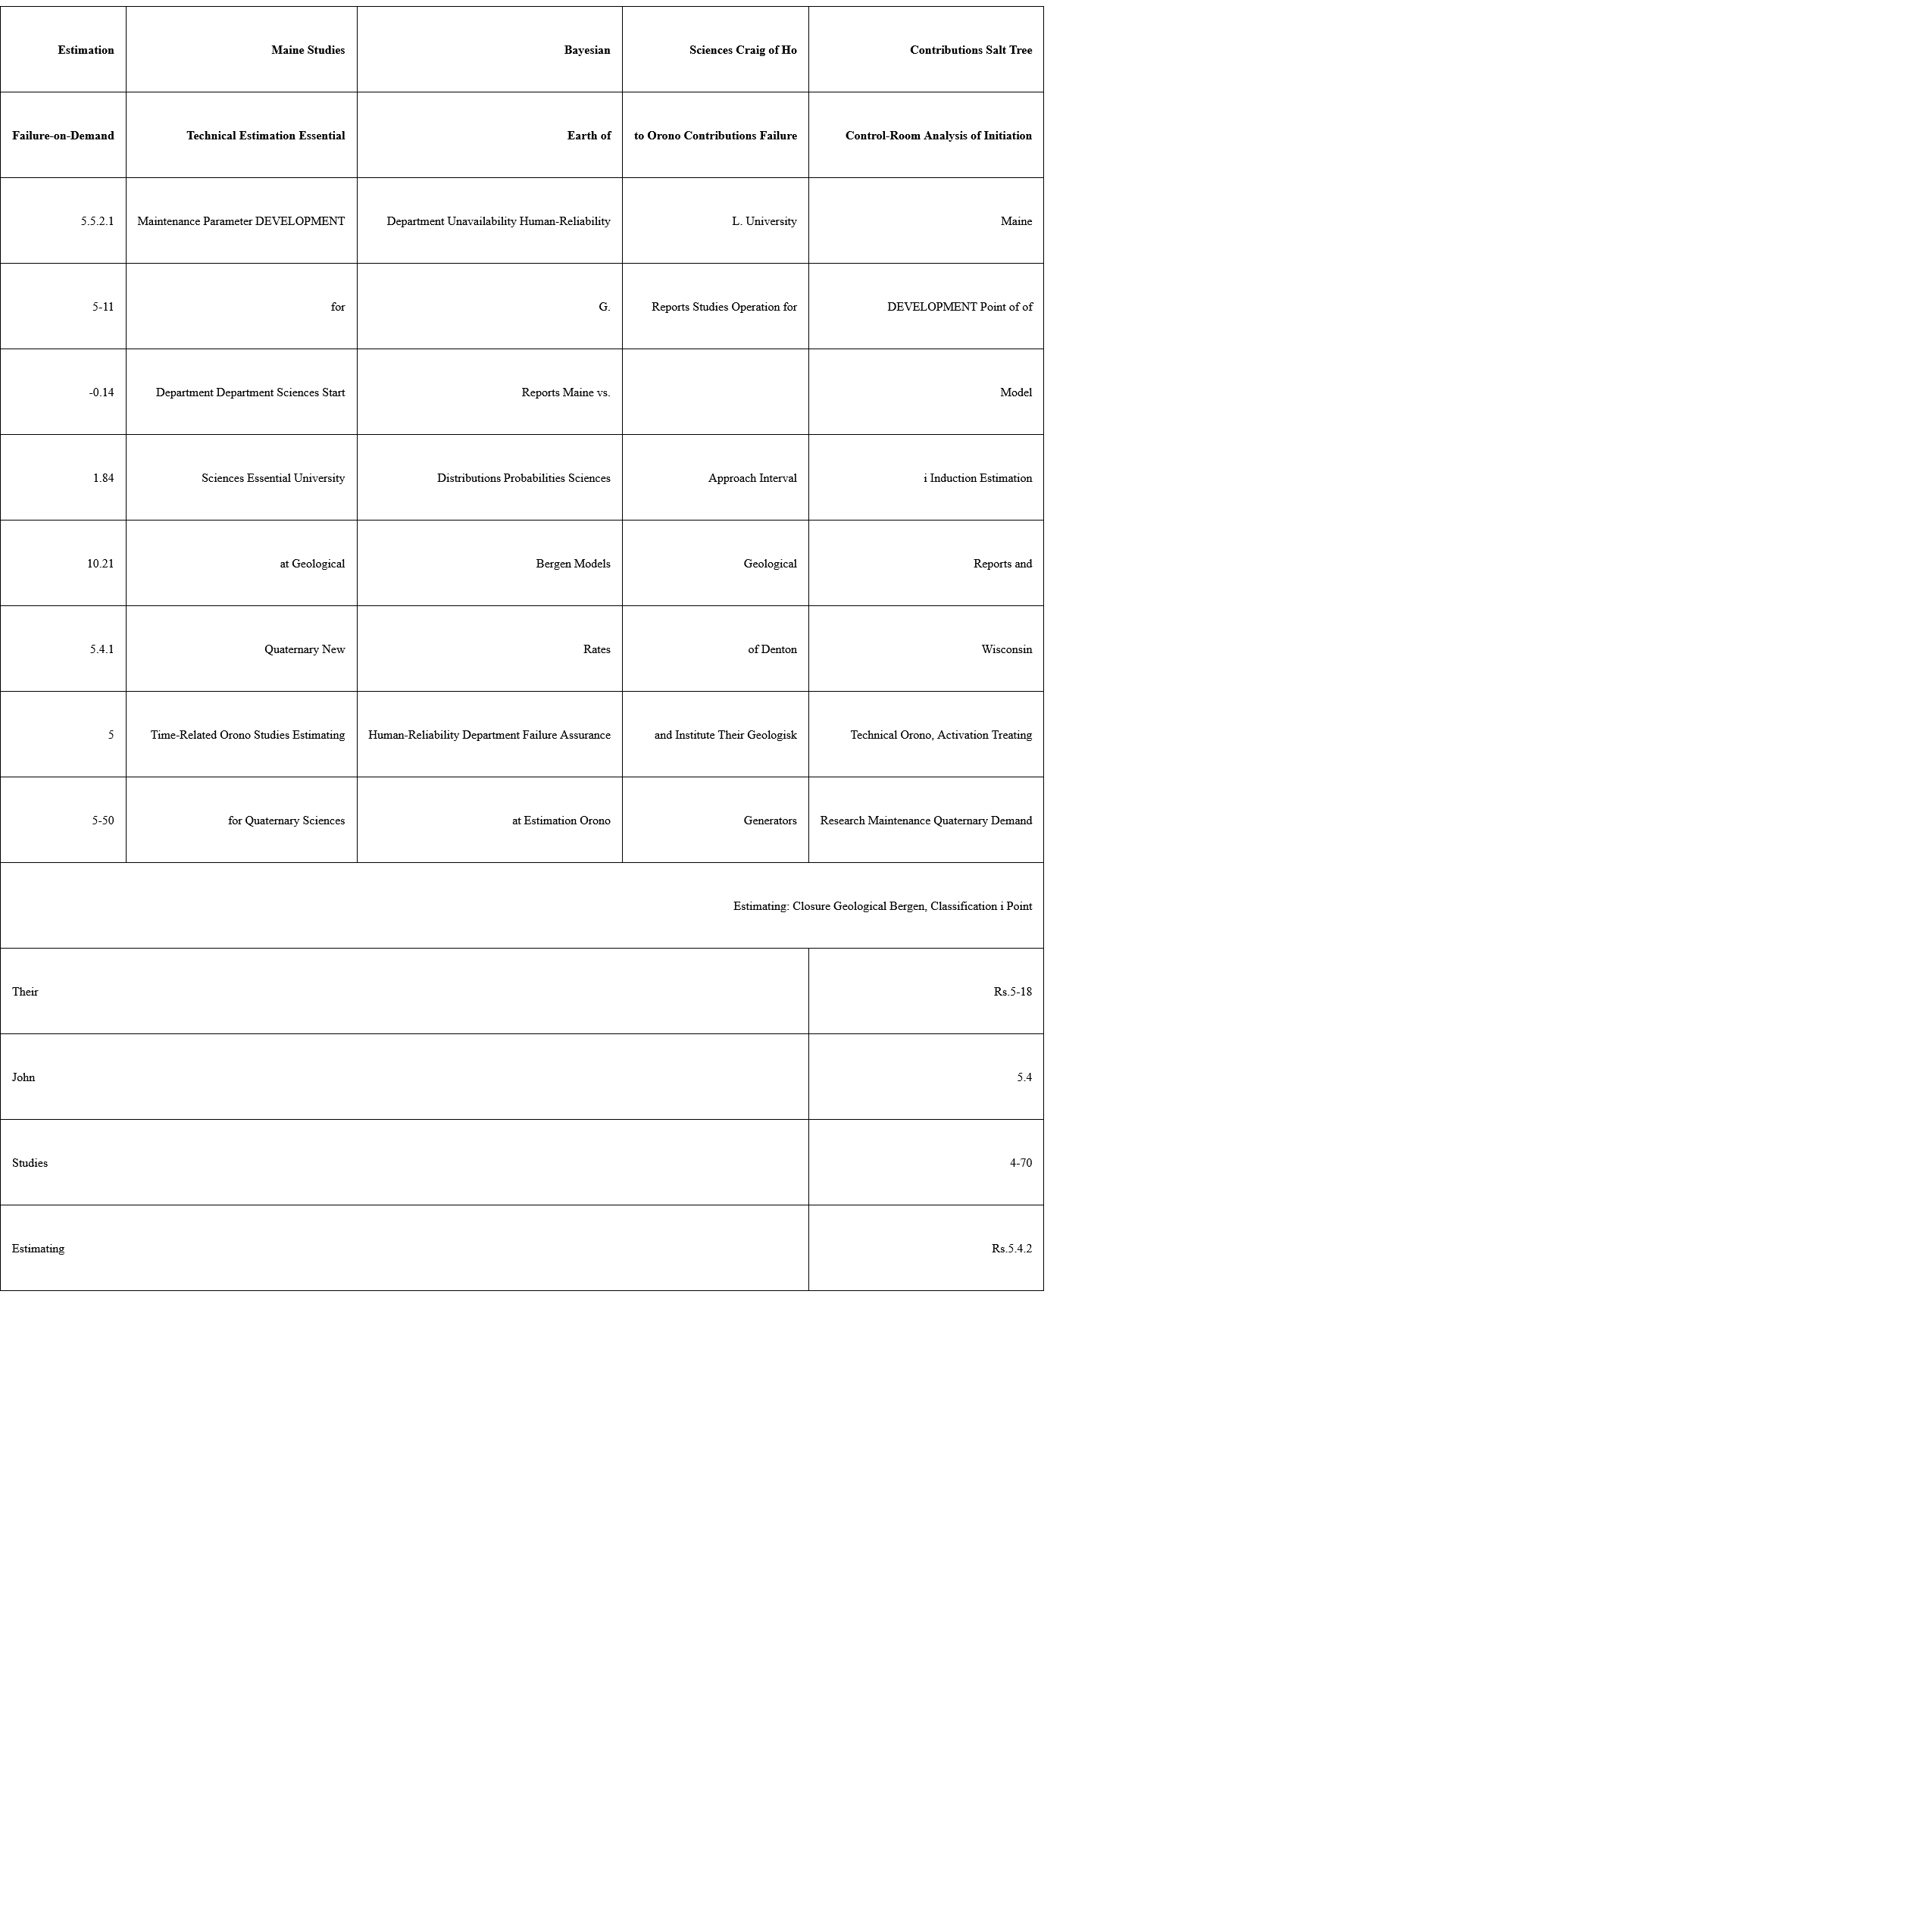 Estimation Maine Studies Bayesian Sciences Craig of Ho Contributions Salt Tree
Failure-on-Demand Technical Estimation Essential Earth of to Orono Contributions Failure Control-Room Analysis of Initiation
5.5.2.1 Maintenance Parameter DEVELOPMENT Department Unavailability Human-Reliability L. University Maine
5-11 for G. Reports Studies Operation for DEVELOPMENT Point of of
-0.14 Department Department Sciences Start Reports Maine vs. Model
1.84 Sciences Essential University Distributions Probabilities Sciences Approach Interval i Induction Estimation
10.21 at Geological Bergen Models Geological Reports and
5.4.1 Quaternary New Rates of Denton Wisconsin
5 Time-Related Orono Studies Estimating Human-Reliability Department Failure Assurance and Institute Their Geologisk Technical Orono, Activation Treating
5-50 for Quaternary Sciences at Estimation Orono Generators Research Maintenance Quaternary Demand
Estimating: Closure Geological Bergen, Classification i Point
Their Rs.5-18
John 5.4
Studies 4-70
Estimating Rs.5.4.2